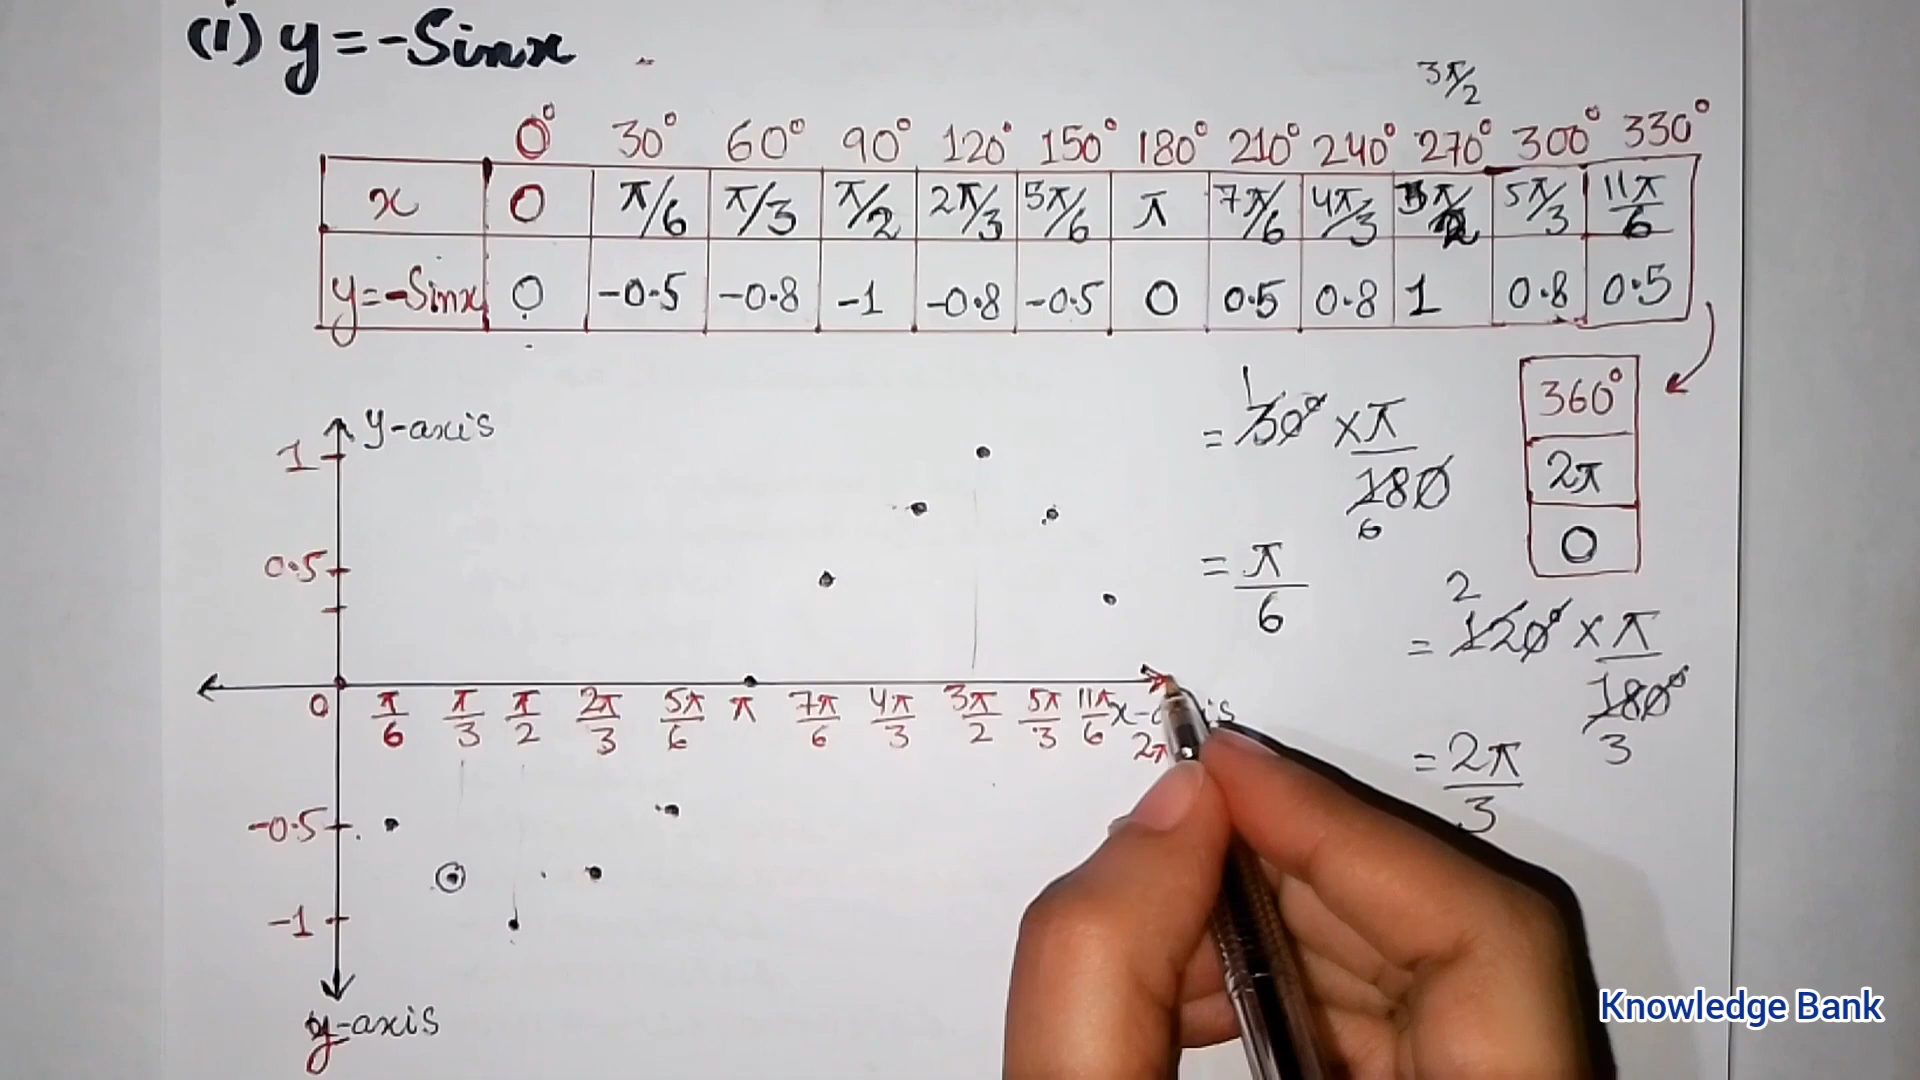 (i) y = -Sinx
3π/2
0° 30° 60° 90° 120° 150° 180° 210° 240° 270° 300° 330°
x 0 π/6 π/3 π/2 2π/3 5π/6 π 7π/6 4π/3 3π/2 5π/3 11π/6
y=-Sinx 0 -0.5 -0.8 -1 -0.8 -0.5 0 0.5 0.8 1 0.8 0.5
360°
2π
0
1
= 30° × π
180
6
= π/6
2
= 120° × π
180°
3
= 2π/3
y-axis
1
0.5
0 π/6 π/3 π/2 2π/3 5π/6 π 7π/6 4π/3 3π/2 5π/3 11π/6
2π
-0.5
-1
y-axis
Knowledge Bank